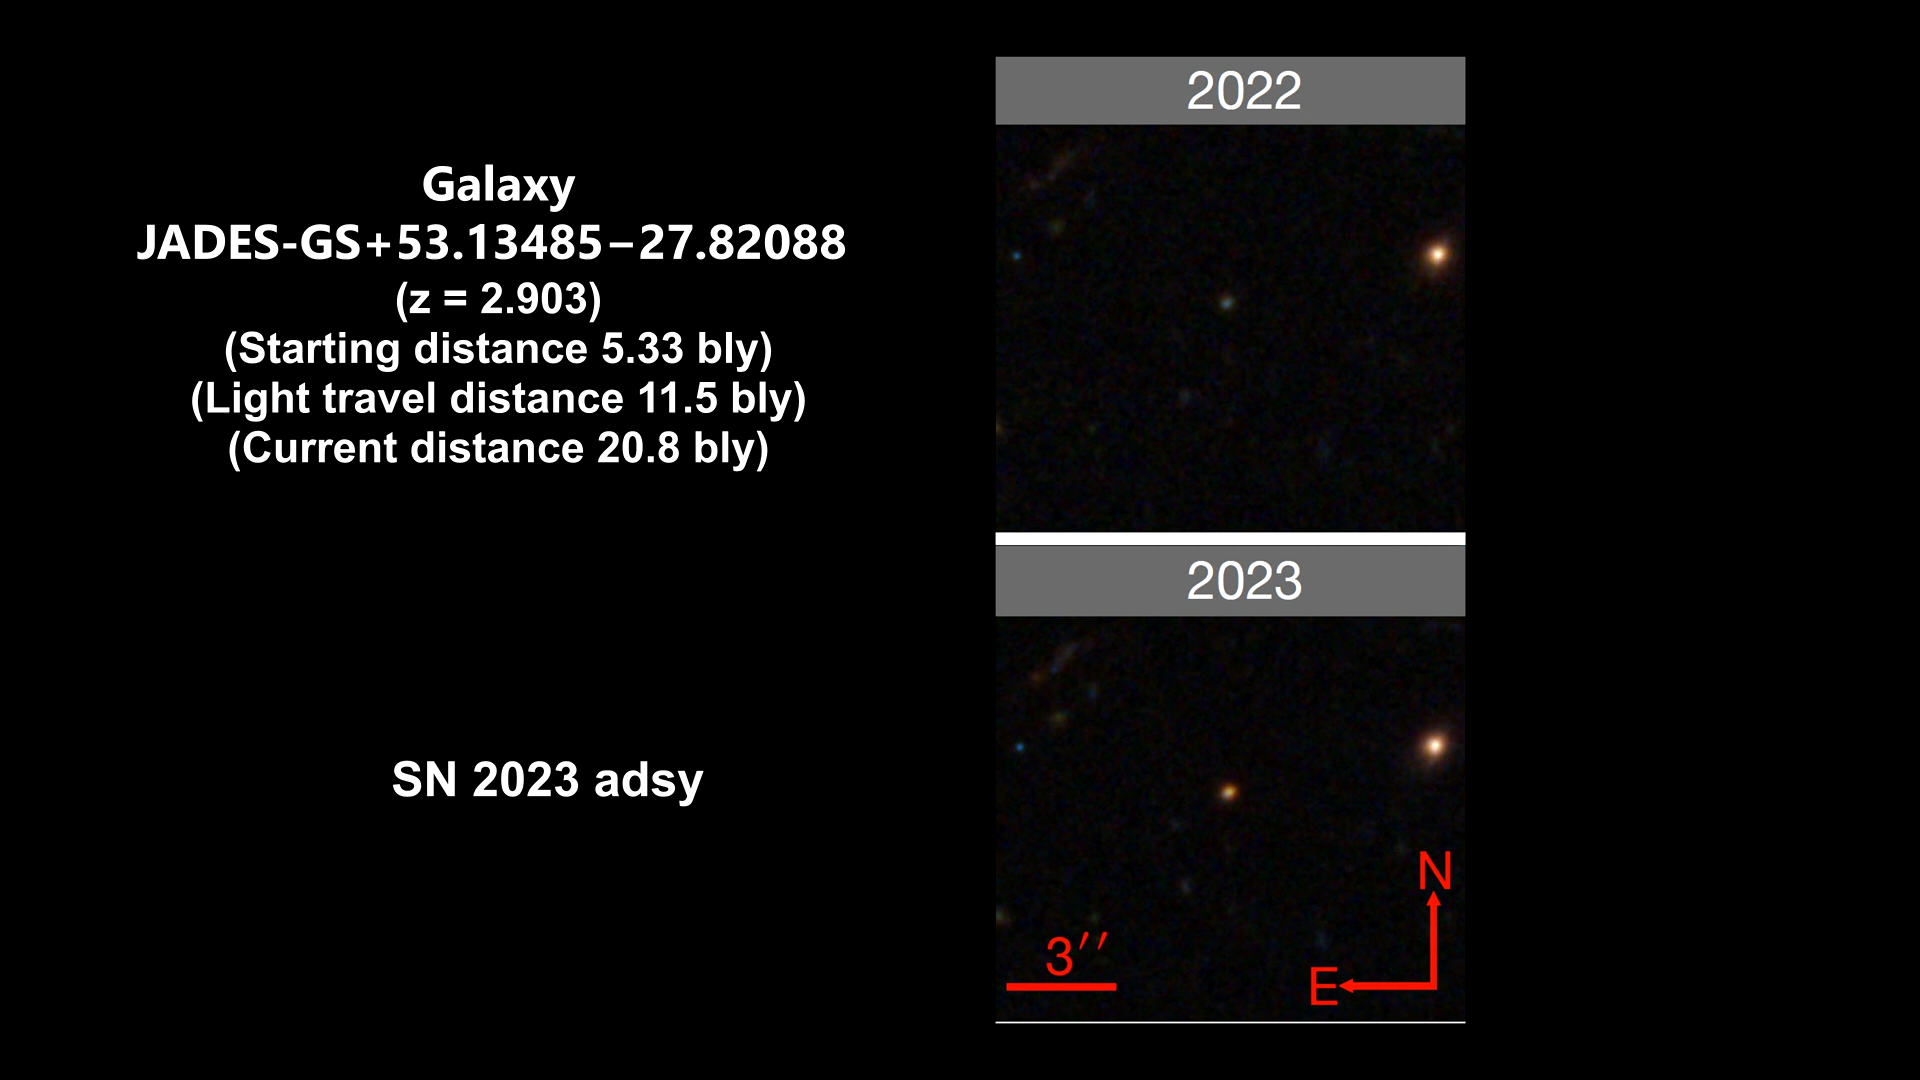 Galaxy
JADES-GS+53.13485−27.82088
(z = 2.903)
(Starting distance 5.33 bly)
(Light travel distance 11.5 bly)
(Current distance 20.8 bly)
SN 2023 adsy
2022
2023
3′′
N
E